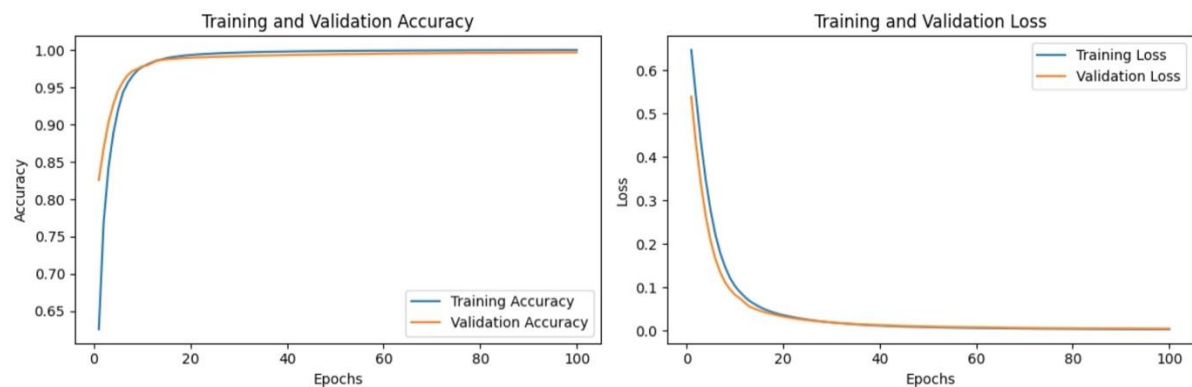 Training and Validation Accuracy
1.00
0.95
0.90
0.85
0.80
0.75
0.70
0.65
Accuracy
Training Accuracy
Validation Accuracy
0 20 40 60 80 100
Epochs
Training and Validation Loss
0.6
0.5
0.4
0.3
0.2
0.1
0.0
Loss
Training Loss
Validation Loss
0 20 40 60 80 100
Epochs